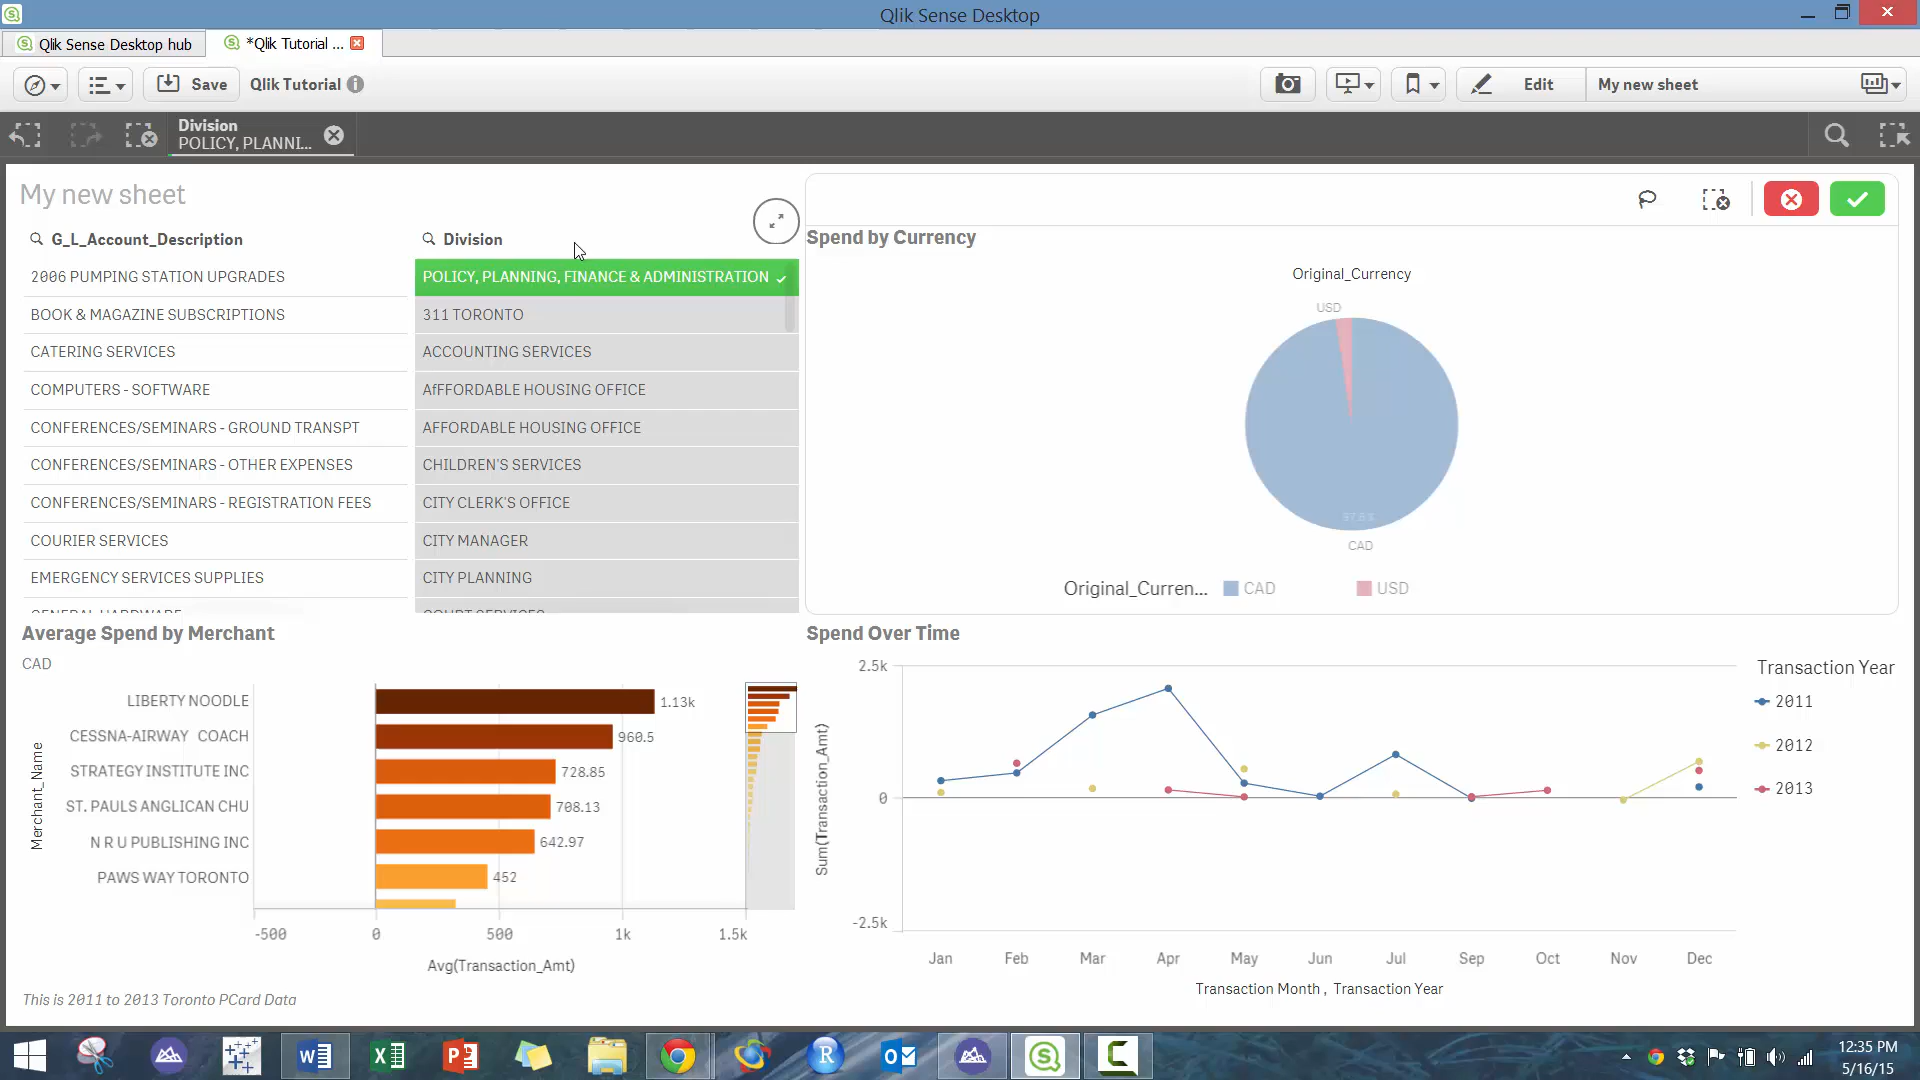 Qlik Sense Desktop
Qlik Sense Desktop hub
*Qlik Tutorial ...
Save
Qlik Tutorial
Edit
My new sheet
Division
POLICY, PLANNI...
My new sheet
G_L_Account_Description
2006 PUMPING STATION UPGRADES
BOOK & MAGAZINE SUBSCRIPTIONS
CATERING SERVICES
COMPUTERS - SOFTWARE
CONFERENCES/SEMINARS - GROUND TRANSPT
CONFERENCES/SEMINARS - OTHER EXPENSES
CONFERENCES/SEMINARS - REGISTRATION FEES
COURIER SERVICES
EMERGENCY SERVICES SUPPLIES
GENERAL HARDWARE
Division
POLICY, PLANNING, FINANCE & ADMINISTRATION
311 TORONTO
ACCOUNTING SERVICES
AfFFORDABLE HOUSING OFFICE
AFFORDABLE HOUSING OFFICE
CHILDREN'S SERVICES
CITY CLERK'S OFFICE
CITY MANAGER
CITY PLANNING
COURT SERVICES
Spend by Currency
Original_Currency
USD
97.8%
CAD
Original_Curren...
CAD
USD
Average Spend by Merchant
CAD
Merchant_Name
LIBERTY NOODLE
1.13k
CESSNA-AIRWAY COACH
960.5
STRATEGY INSTITUTE INC
728.85
ST. PAULS ANGLICAN CHU
708.13
N R U PUBLISHING INC
642.97
PAWS WAY TORONTO
452
-500
0
500
1k
1.5k
Avg(Transaction_Amt)
This is 2011 to 2013 Toronto PCard Data
Spend Over Time
Sum(Transaction_Amt)
2.5k
0
-2.5k
Jan
Feb
Mar
Apr
May
Jun
Jul
Sep
Oct
Nov
Dec
Transaction Month , Transaction Year
Transaction Year
2011
2012
2013
12:35 PM
5/16/15